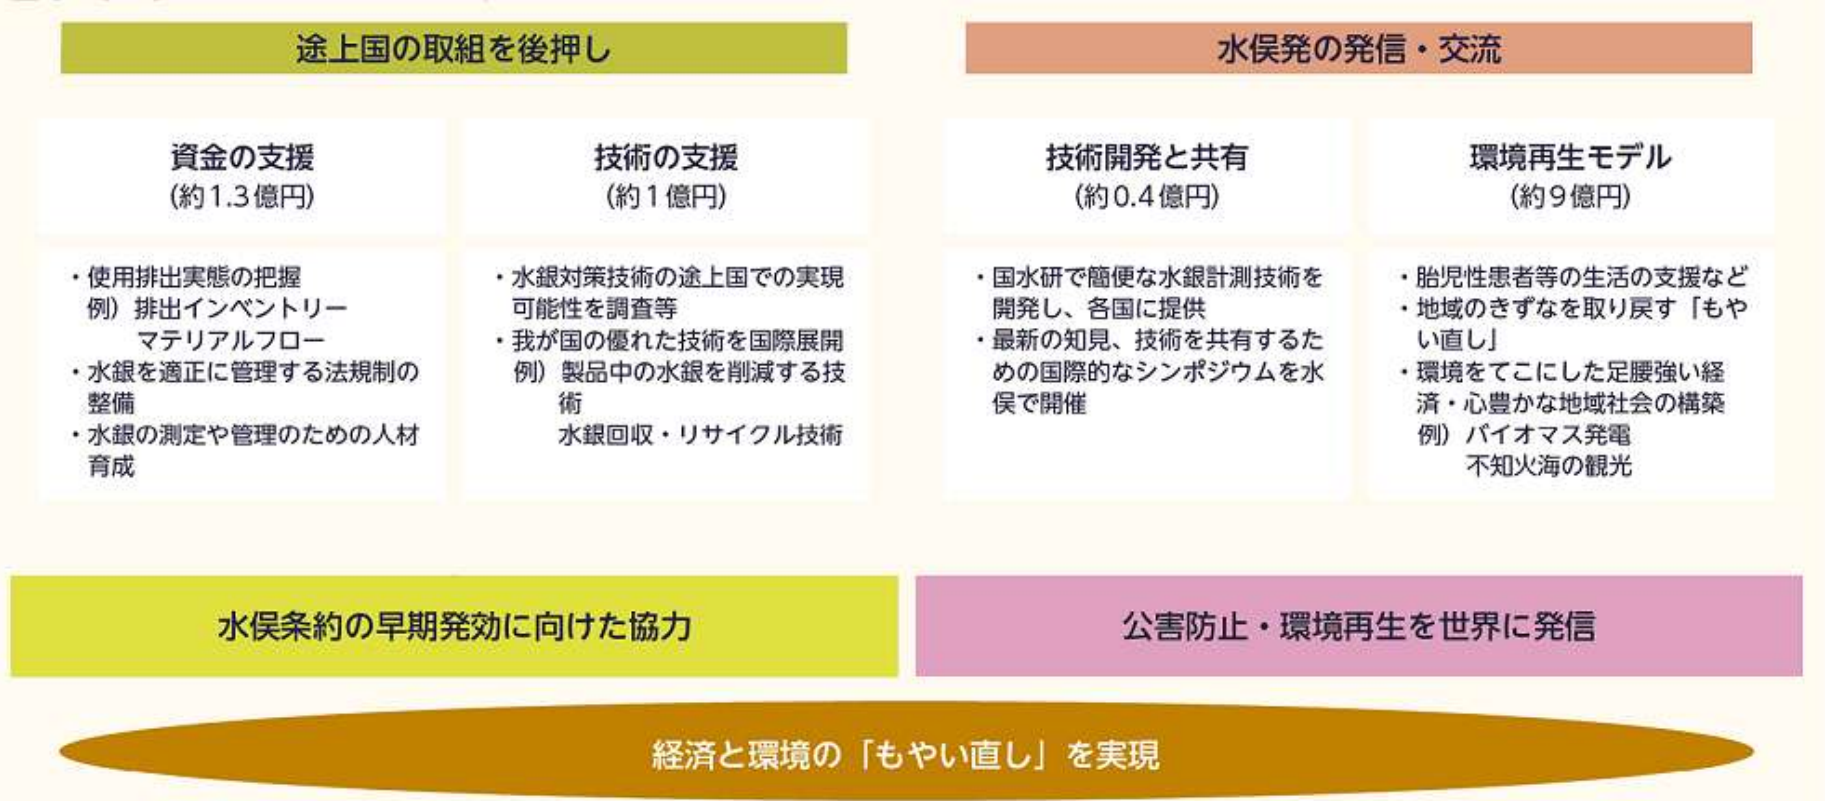 途上国の取組を後押し
水俣発の発信・交流
資金の支援
(約1.3億円)
・使用排出実態の把握
例）排出インベントリー
マテリアルフロー
・水銀を適正に管理する法規制の
整備
・水銀の測定や管理のための人材
育成
技術の支援
(約1億円)
・水銀対策技術の途上国での実現
可能性を調査等
・我が国の優れた技術を国際展開
例）製品中の水銀を削減する技
術
水銀回収・リサイクル技術
技術開発と共有
(約0.4億円)
・国水研で簡便な水銀計測技術を
開発し、各国に提供
・最新の知見、技術を共有するた
めの国際的なシンポジウムを水
俣で開催
環境再生モデル
(約9億円)
・胎児性患者等の生活の支援など
・地域のきずなを取り戻す「もや
い直し」
・環境をてこにした足腰強い経
済・心豊かな地域社会の構築
例）バイオマス発電
不知火海の観光
水俣条約の早期発効に向けた協力
公害防止・環境再生を世界に発信
経済と環境の「もやい直し」を実現